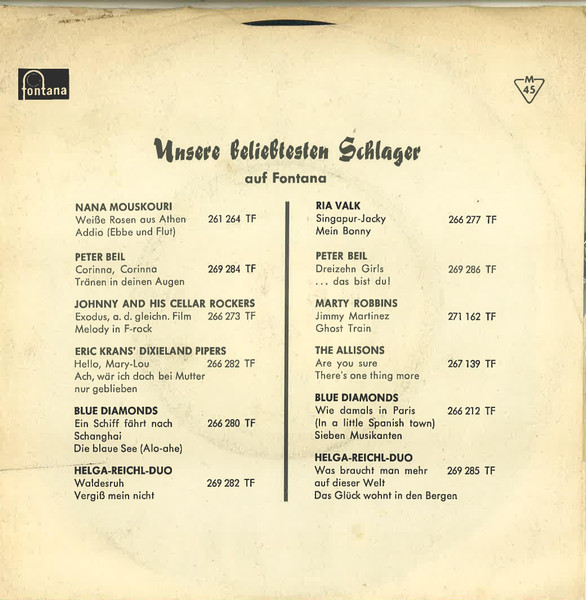 fontana
M
45
Unsere beliebtesten Schlager
auf Fontana
NANA MOUSKOURI
Weiße Rosen aus Athen 261 264 TF
Addio (Ebbe und Flut)
PETER BEIL
Corinna, Corinna 269 284 TF
Tränen in deinen Augen
JOHNNY AND HIS CELLAR ROCKERS
Exodus, a. d. gleichn. Film 266 273 TF
Melody in F-rock
ERIC KRANS' DIXIELAND PIPERS
Hello, Mary-Lou 266 282 TF
Ach, wär ich doch bei Mutter
nur geblieben
BLUE DIAMONDS
Ein Schiff fährt nach 266 280 TF
Schanghai
Die blaue See (Alo-ahe)
HELGA-REICHL-DUO
Waldesruh 269 282 TF
Vergiß mein nicht
RIA VALK
Singapur-Jacky 266 277 TF
Mein Bonny
PETER BEIL
Dreizehn Girls 269 286 TF
. . . das bist du!
MARTY ROBBINS
Jimmy Martinez 271 162 TF
Ghost Train
THE ALLISONS
Are you sure 267 139 TF
There's one thing more
BLUE DIAMONDS
Wie damals in Paris 266 212 TF
(In a little Spanish town)
Sieben Musikanten
HELGA-REICHL-DUO
Was braucht man mehr 269 285 TF
auf dieser Welt
Das Glück wohnt in den Bergen